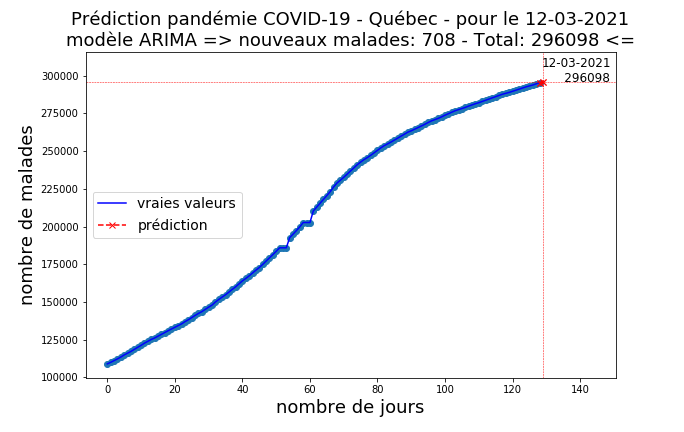 Prédiction pandémie COVID-19 - Québec - pour le 12-03-2021
modèle ARIMA => nouveaux malades: 708 - Total: 296098 <=
12-03-2021
296098
300000
275000
250000
225000
200000
175000
150000
125000
100000
nombre de malades
vraies valeurs
prédiction
0 20 40 60 80 100 120 140
nombre de jours